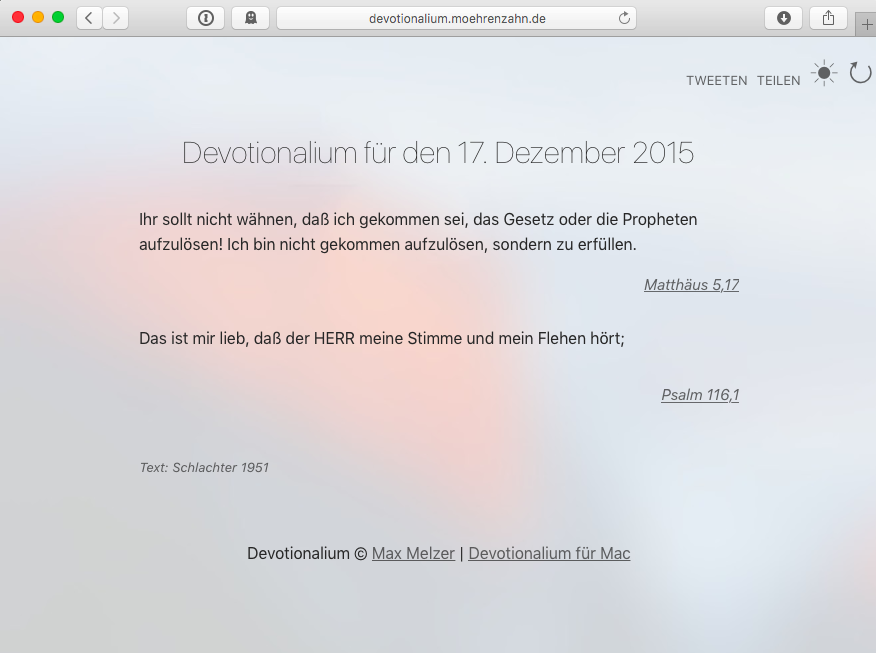 devotionalium.moehrenzahn.de
TWEETEN TEILEN
Devotionalium für den 17. Dezember 2015
Ihr sollt nicht wähnen, daß ich gekommen sei, das Gesetz oder die Propheten
aufzulösen! Ich bin nicht gekommen aufzulösen, sondern zu erfüllen.
Matthäus 5,17
Das ist mir lieb, daß der HERR meine Stimme und mein Flehen hört;
Psalm 116,1
Text: Schlachter 1951
Devotionalium © Max Melzer | Devotionalium für Mac